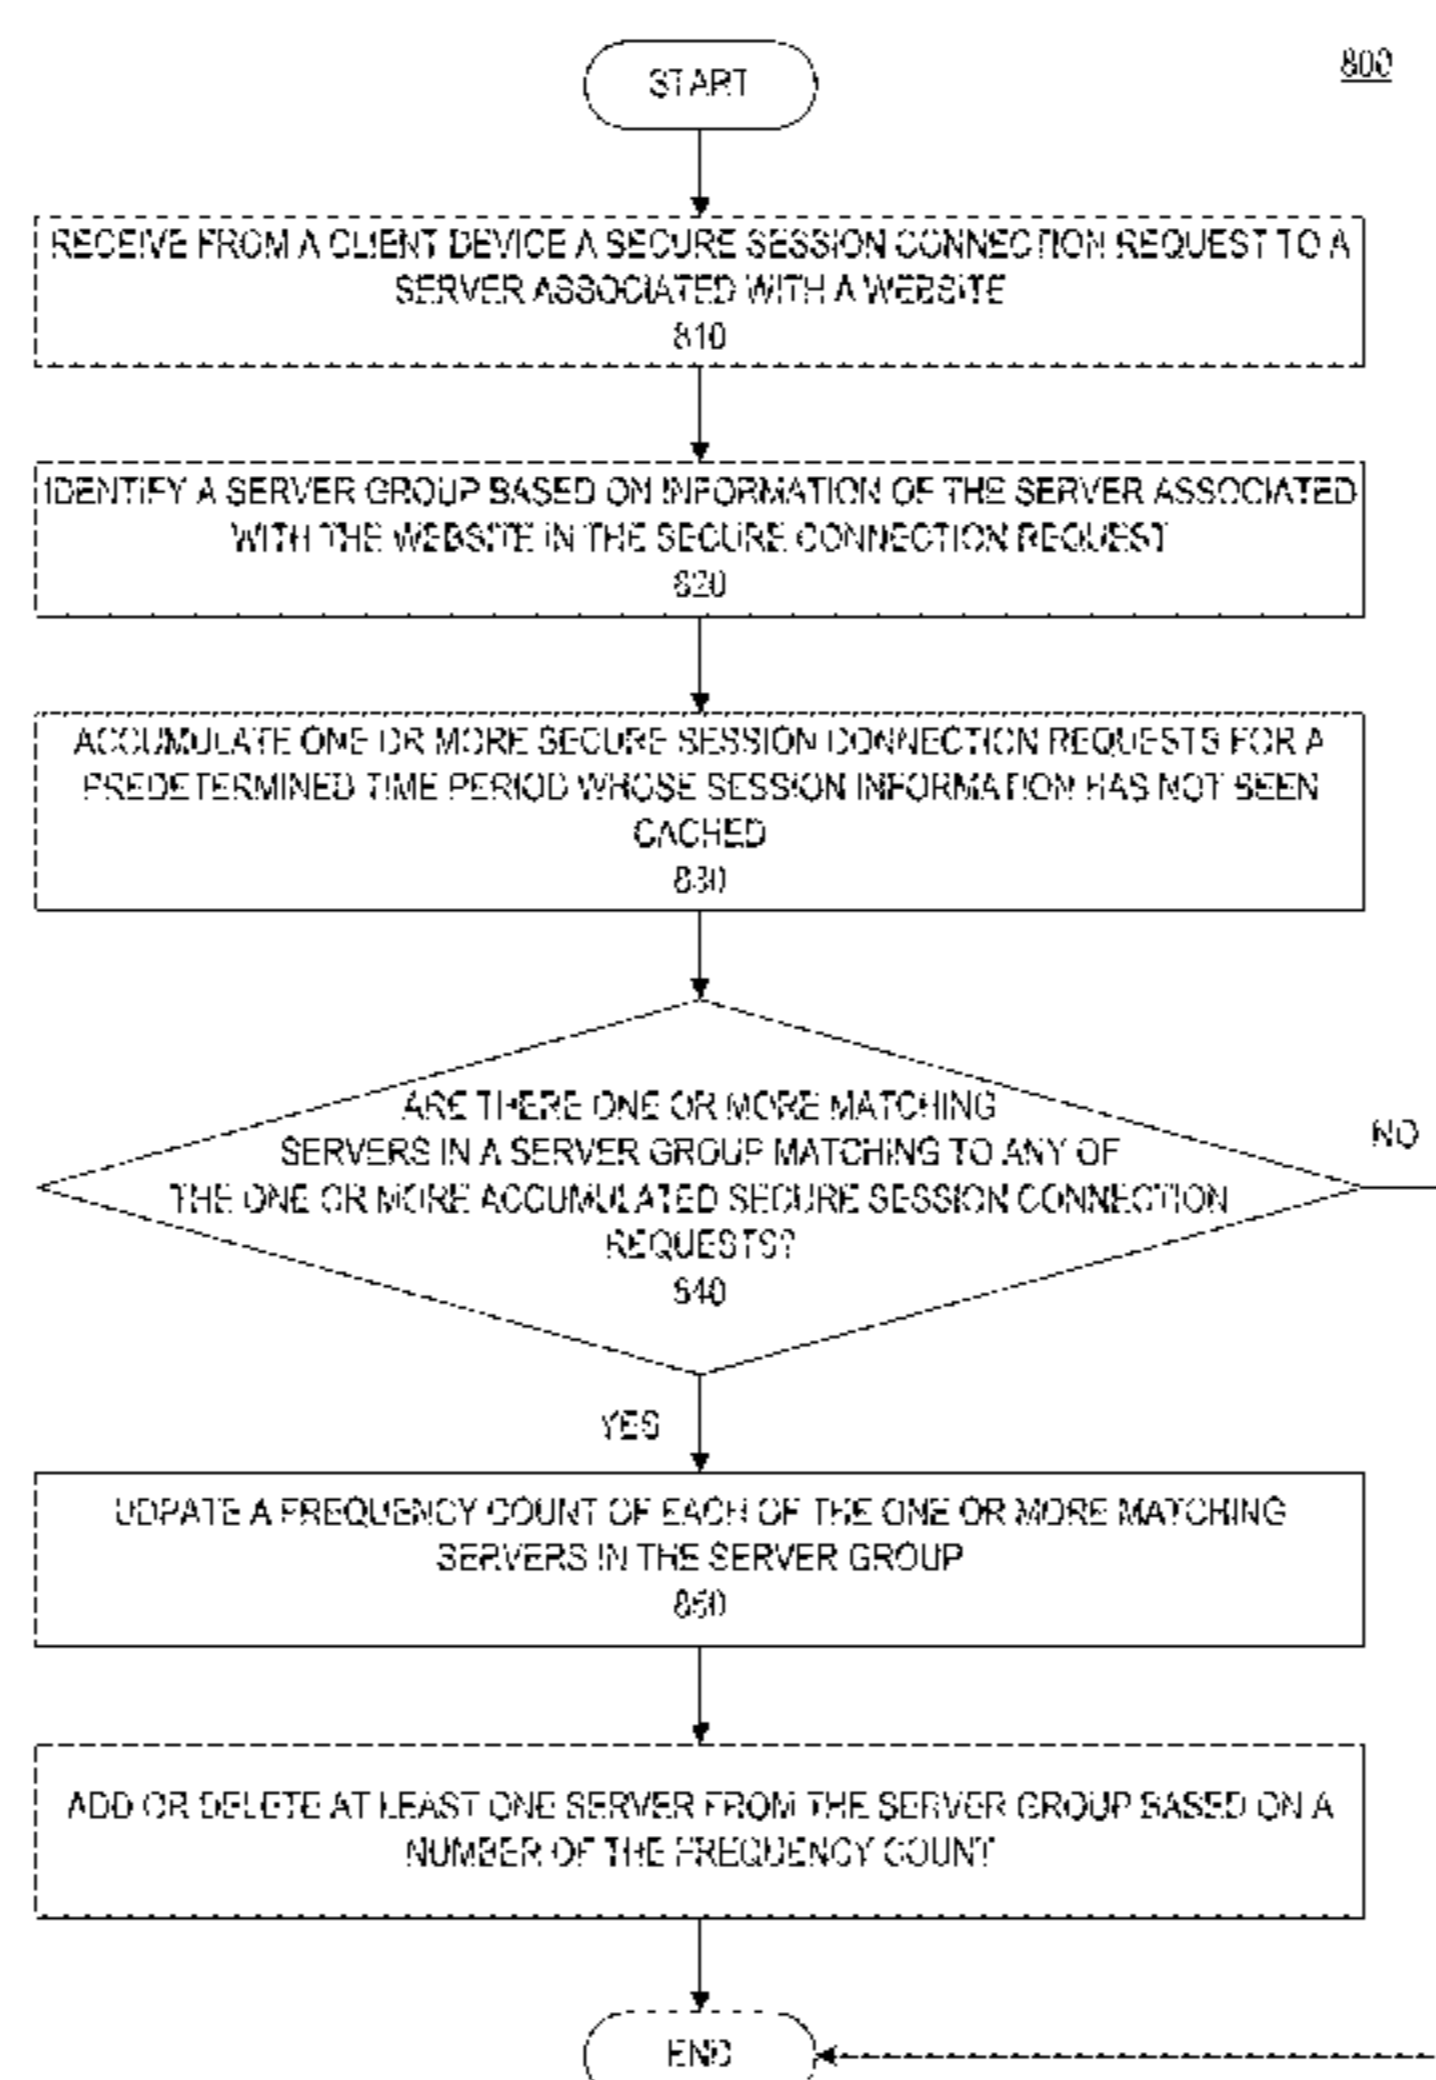 START
800
RECEIVE FROM A CLIENT DEVICE A SECURE SESSION CONNECTION REQUEST TO A
SERVER ASSOCIATED WITH A WEBSITE
810
IDENTIFY A SERVER GROUP BASED ON INFORMATION OF THE SERVER ASSOCIATED
WITH THE WEBSITE IN THE SECURE CONNECTION REQUEST
820
ACCUMULATE ONE OR MORE SECURE SESSION CONNECTION REQUESTS FOR A
PREDETERMINED TIME PERIOD WHOSE SESSION INFORMATION HAS NOT BEEN
CACHED
830
ARE THERE ONE OR MORE MATCHING
SERVERS IN A SERVER GROUP MATCHING TO ANY OF
THE ONE OR MORE ACCUMULATED SECURE SESSION CONNECTION
REQUESTS?
840
NO
YES
UDPATE A FREQUENCY COUNT OF EACH OF THE ONE OR MORE MATCHING
SERVERS IN THE SERVER GROUP
850
ADD OR DELETE AT LEAST ONE SERVER FROM THE SERVER GROUP BASED ON A
NUMBER OF THE FREQUENCY COUNT
END